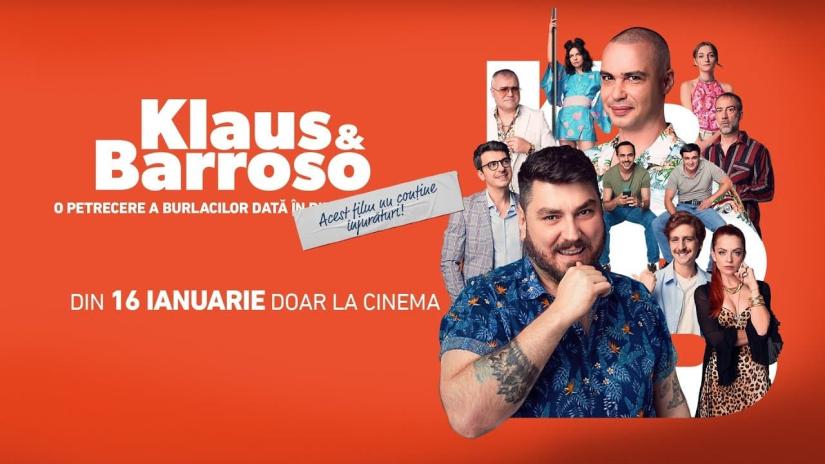 Klaus &
Barroso
O PETRECERE A BURLACILOR DATĂ ÎN
Acest film nu conține
înjurături!
DIN 16 IANUARIE DOAR LA CINEMA